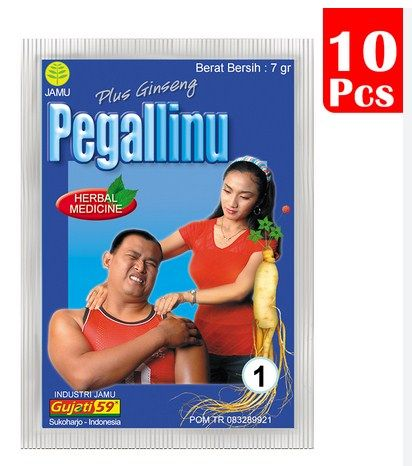 10
Pcs
Berat Bersih : 7 gr
JAMU
Plus Ginseng
Pegallinu
HERBAL
MEDICINE
1
INDUSTRI JAMU
Gujati 59
Sukoharjo - Indonesia
POM TR 083289921